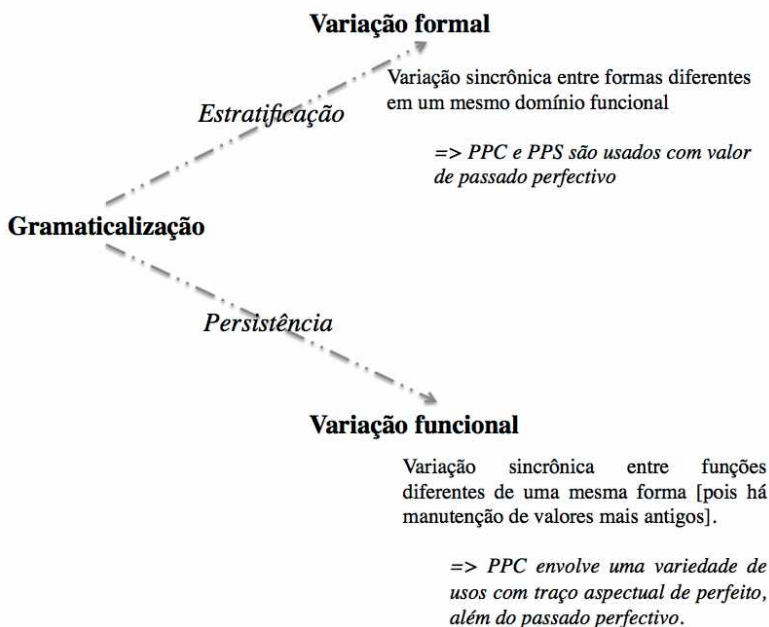 Variação formal
Variação sincrônica entre formas diferentes
em um mesmo domínio funcional
Estratificação
=> PPC e PPS são usados com valor
de passado perfectivo
Gramaticalização
Persistência
Variação funcional
Variação sincrônica entre funções
diferentes de uma mesma forma [pois há
manutenção de valores mais antigos].
=> PPC envolve uma variedade de
usos com traço aspectual de perfeito,
além do passado perfectivo.